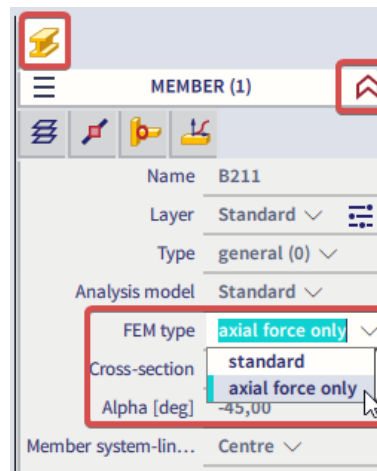 MEMBER (1)
Name B211
Layer Standard
Type general (0)
Analysis model Standard
FEM type axial force only
Cross-section standard
axial force only
Alpha [deg] -45,00
Member system-lin... Centre